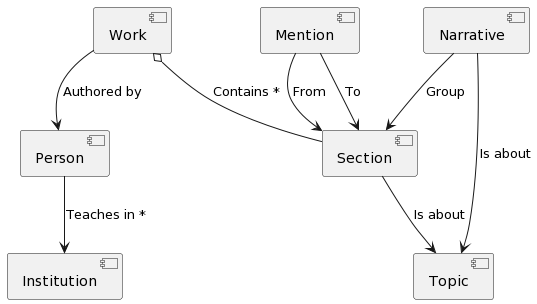 Work
Mention
Narrative
Authored by
Contains *
From
To
Group
Is about
Person
Section
Teaches in *
Is about
Institution
Topic